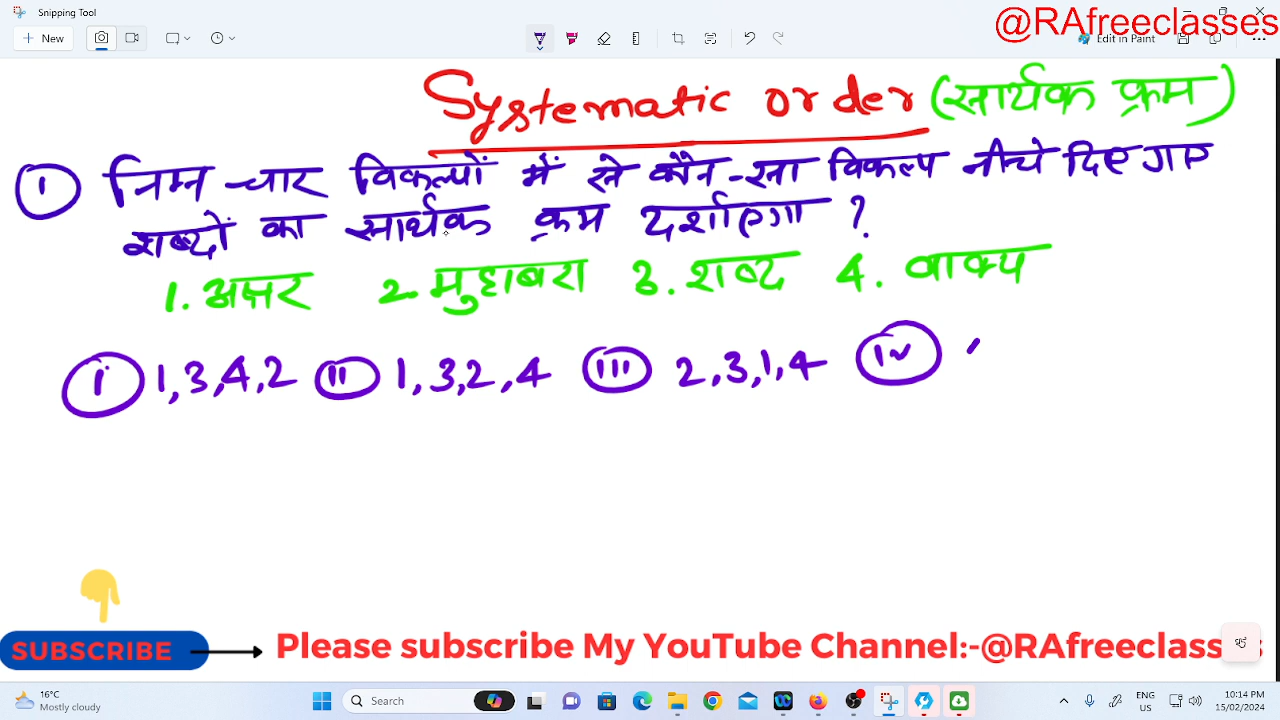 Snipping Tool
@RAfreeclasses
New
Edit in Paint
Systematic order (सार्थक क्रम)
1 निम्न चार विकल्पों में से कौन-सा विकल्प नीचे दिए गए
शब्दों का सार्थक क्रम दर्शाएगा ?
1. अक्षर 2. मुहाबरा 3. शब्द 4. वाक्य
i 1,3,4,2 ii 1,3,2,4 iii 2,3,1,4 iv
SUBSCRIBE Please subscribe My YouTube Channel:-@RAfreeclasses
16°C
Mostly cloudy
Search
ENG
US
10:24 PM
15/02/2024